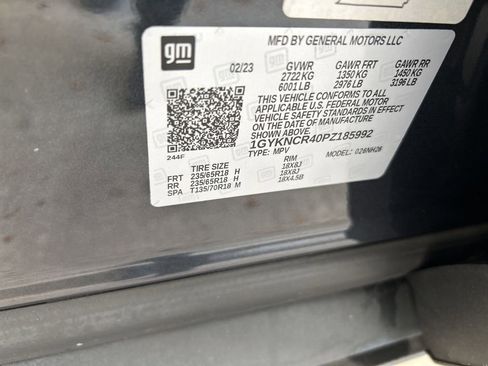 gm
MFD BY GENERAL MOTORS LLC
02/23 GVWR GAWR FRT GAWR RR
2722 KG 1350 KG 1450 KG
6001 LB 2976 LB 3196 LB
THIS VEHICLE CONFORMS TO ALL
APPLICABLE U.S. FEDERAL MOTOR
VEHICLE SAFETY STANDARDS IN EFFECT
ON THE DATE OF MANUFACTURE
SHOWN ABOVE.
1GYKNCR40PZ185992
TYPE: MPV MODEL: 026NH26
244F
TIRE SIZE RIM
FRT 235/65R18 H 18X8J
RR 235/65R18 H 18X8J
SPA T135/70R18 M 18X4.5B